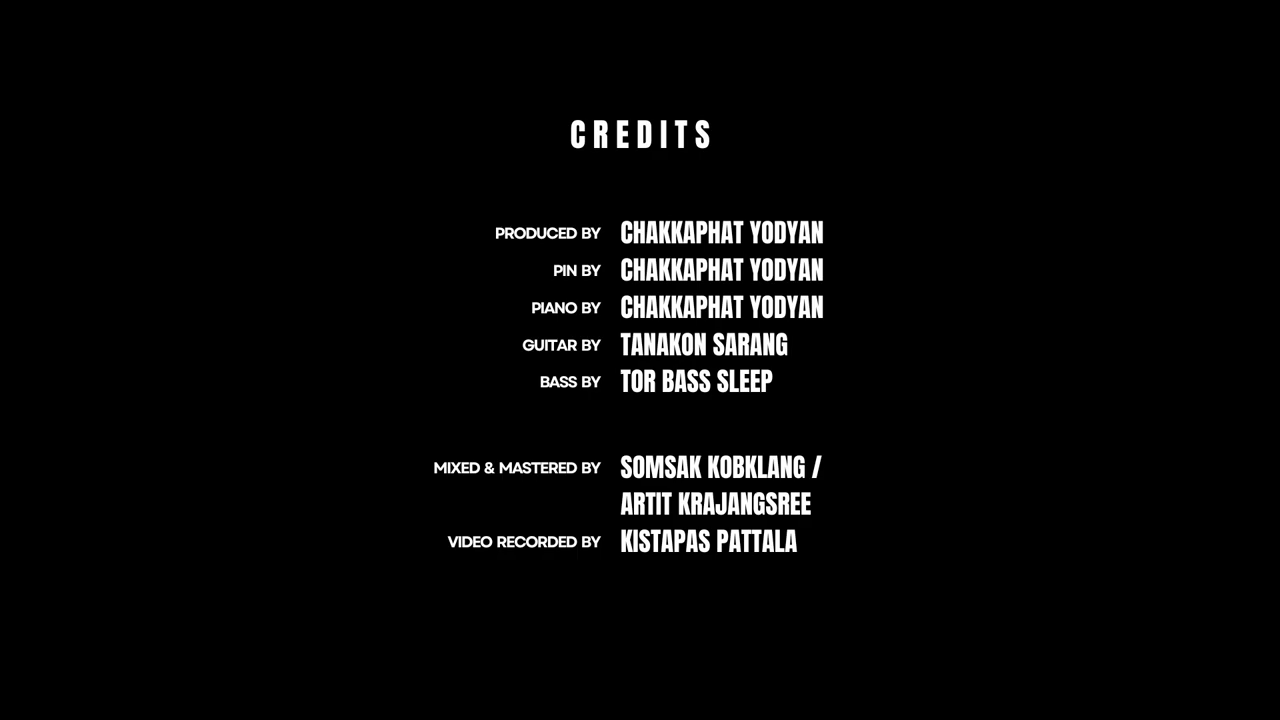 CREDITS
PRODUCED BY CHAKKAPHAT YODYAN
PIN BY CHAKKAPHAT YODYAN
PIANO BY CHAKKAPHAT YODYAN
GUITAR BY TANAKON SARANG
BASS BY TOR BASS SLEEP
MIXED & MASTERED BY SOMSAK KOBKLANG /
ARTIT KRAJANGSREE
VIDEO RECORDED BY KISTAPAS PATTALA